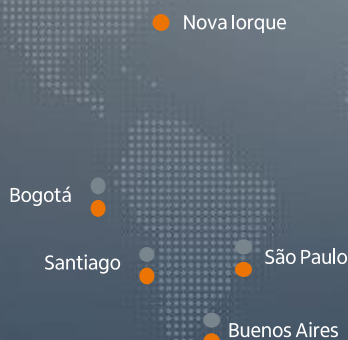 Nova Iorque
Bogotá
Santiago
São Paulo
Buenos Aires